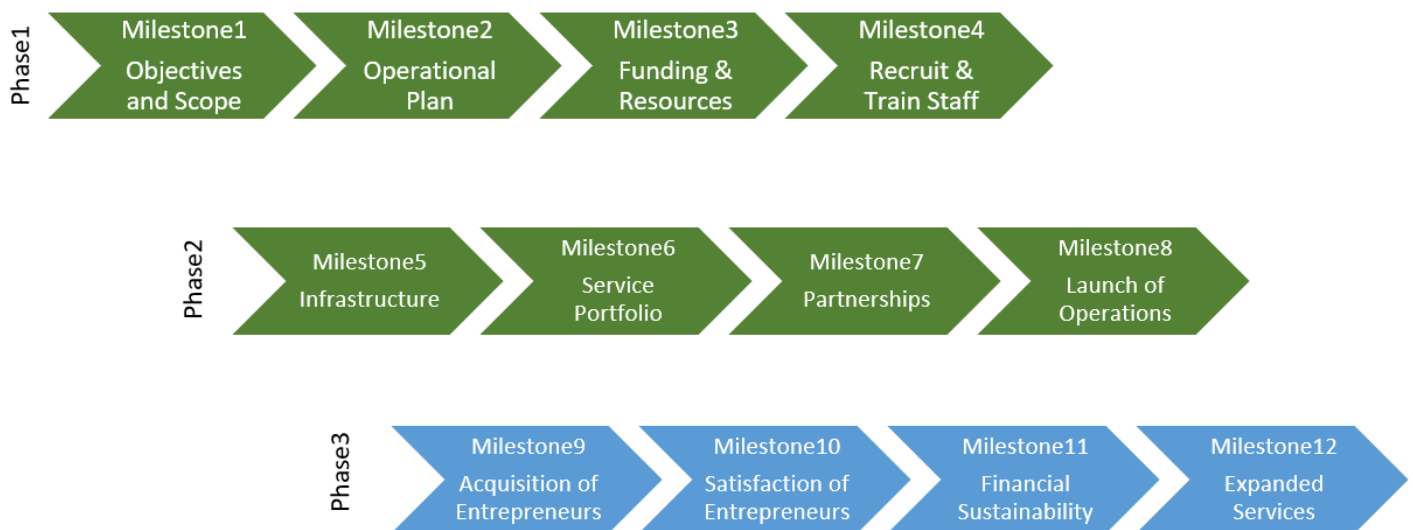 Phase1
Milestone1
Objectives
and Scope
Milestone2
Operational
Plan
Milestone3
Funding &
Resources
Milestone4
Recruit &
Train Staff
Phase2
Milestone5
Infrastructure
Milestone6
Service
Portfolio
Milestone7
Partnerships
Milestone8
Launch of
Operations
Phase3
Milestone9
Acquisition of
Entrepreneurs
Milestone10
Satisfaction of
Entrepreneurs
Milestone11
Financial
Sustainability
Milestone12
Expanded
Services